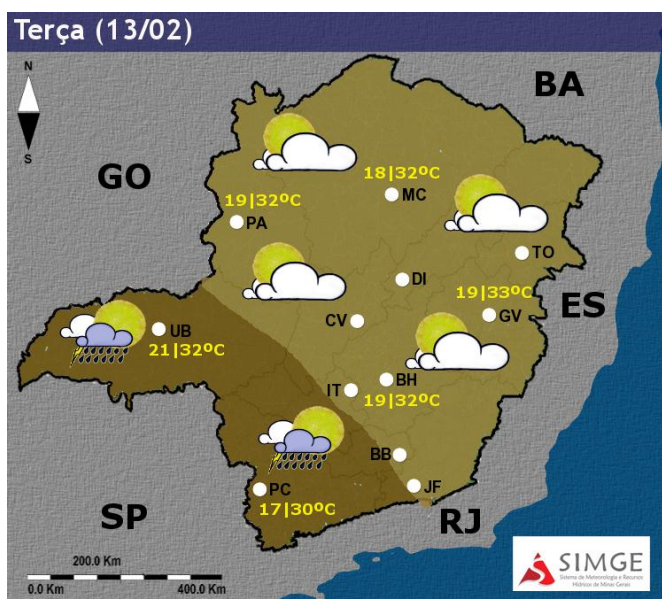 Terça (13/02)
N
S
BA
GO
18|32ºC
MC
19|32ºC
PA
TO
DI
19|33ºC
GV
ES
CV
UB
21|32ºC
BH
IT
19|32ºC
BB
JF
PC
17|30ºC
SP
RJ
200.0 Km
0.0 Km
400.0 Km
SIMGE
Sistema de Meteorologia e Recursos
Hídricos de Minas Gerais